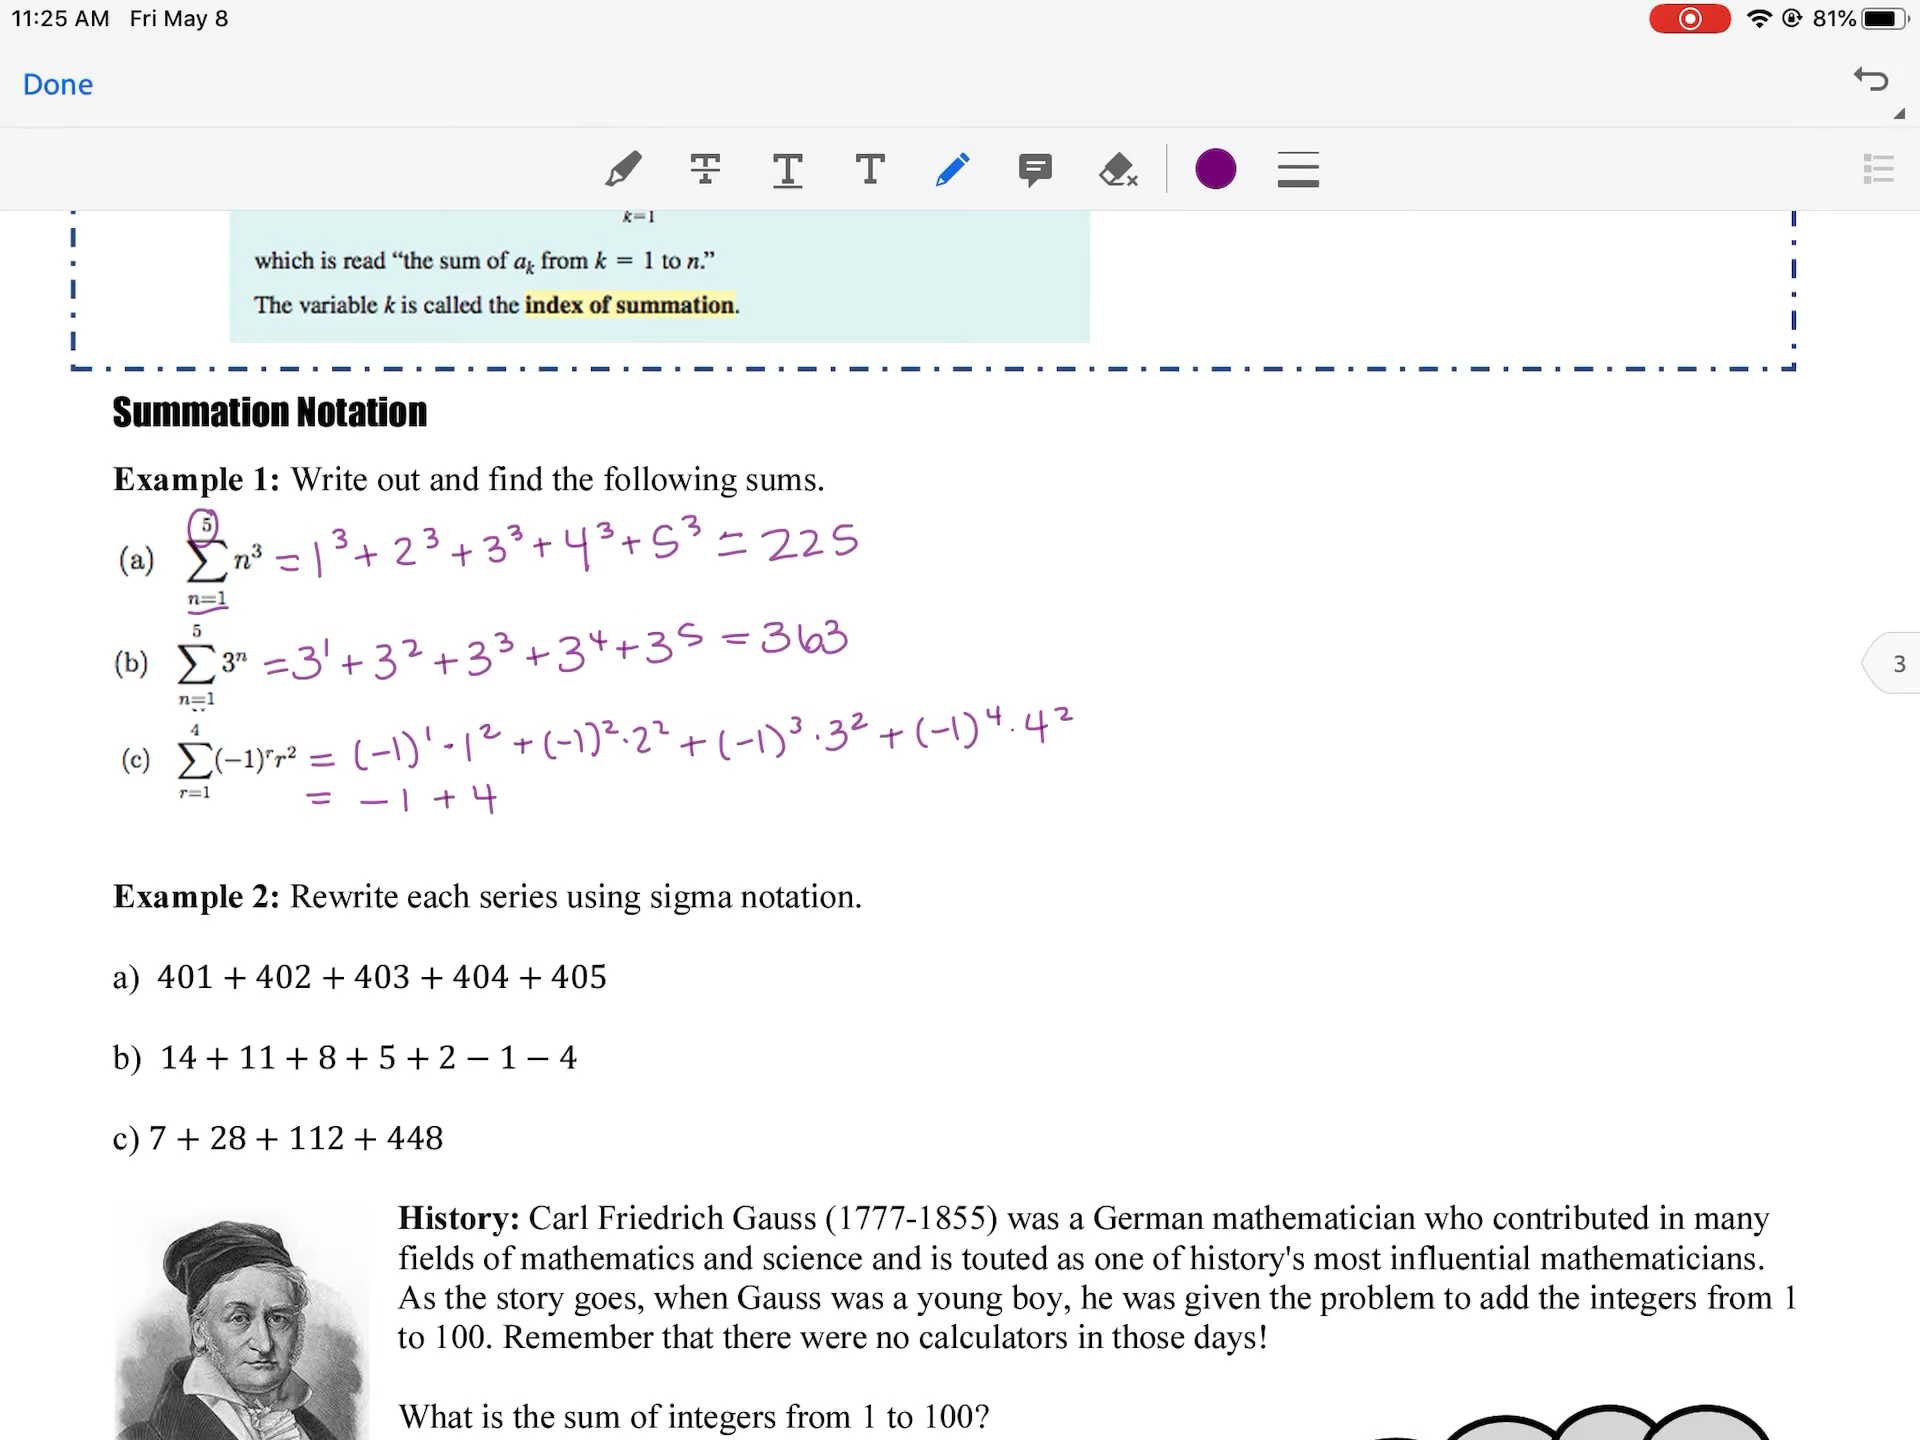 11:25 AM Fri May 8 81%
Done
k=1
which is read “the sum of aₖ from k = 1 to n.”
The variable k is called the index of summation.
Summation Notation
Example 1: Write out and find the following sums.
5
(a) ∑ n³ = 1³ + 2³ + 3³ + 4³ + 5³ = 225
n=1
5
(b) ∑ 3ⁿ = 3¹ + 3² + 3³ + 3⁴ + 3⁵ = 363
n=1
4
(c) ∑(−1)ʳr² = (−1)¹·1² + (−1)²·2² + (−1)³·3² + (−1)⁴·4²
r=1
= −1 + 4
3
Example 2: Rewrite each series using sigma notation.
a) 401 + 402 + 403 + 404 + 405
b) 14 + 11 + 8 + 5 + 2 − 1 − 4
c) 7 + 28 + 112 + 448
History: Carl Friedrich Gauss (1777-1855) was a German mathematician who contributed in many
fields of mathematics and science and is touted as one of history's most influential mathematicians.
As the story goes, when Gauss was a young boy, he was given the problem to add the integers from 1
to 100. Remember that there were no calculators in those days!
What is the sum of integers from 1 to 100?